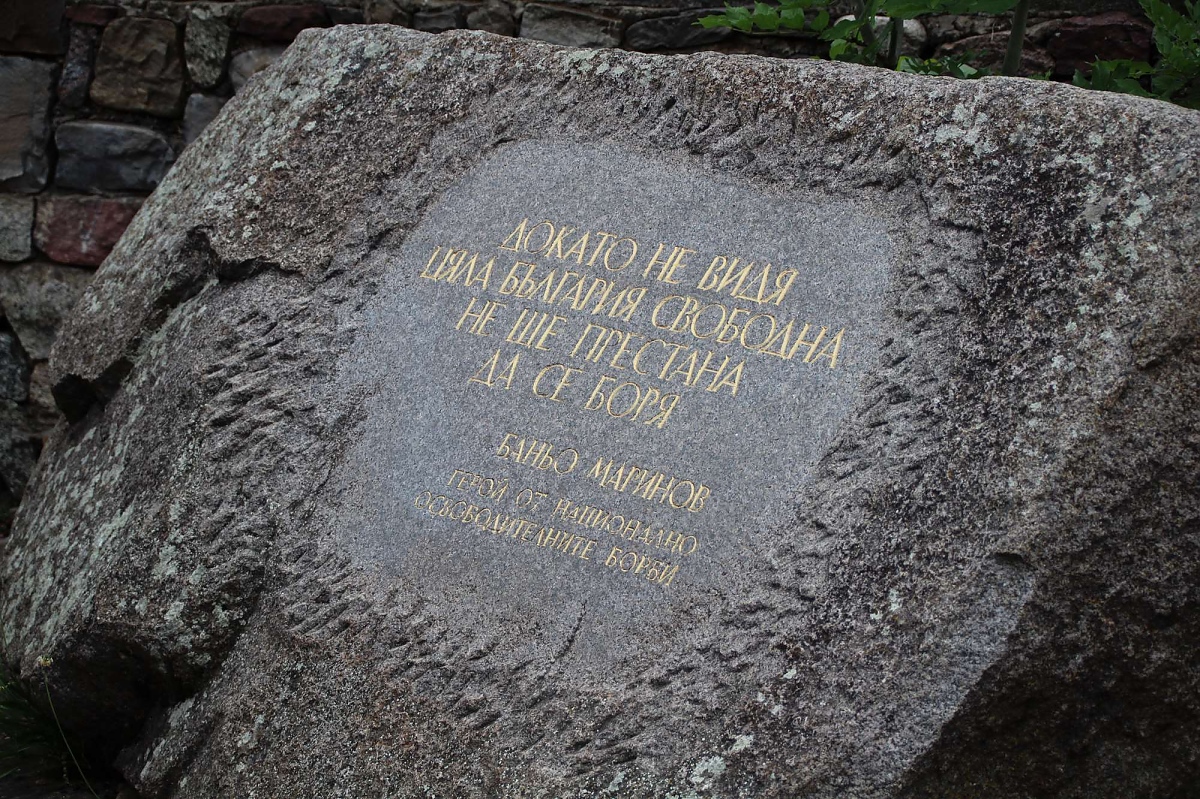 ДОКАТО НЕ ВИДЯ
ЦЯЛА БЪЛГАРИЯ СВОБОДНА
НЕ ЩЕ ПРЕСТАНА
ДА СЕ БОРЯ
БАНЬО МАРИНОВ
ГЕРОЙ ОТ НАЦИОНАЛНО
ОСВОБОДИТЕЛНИТЕ БОРБИ